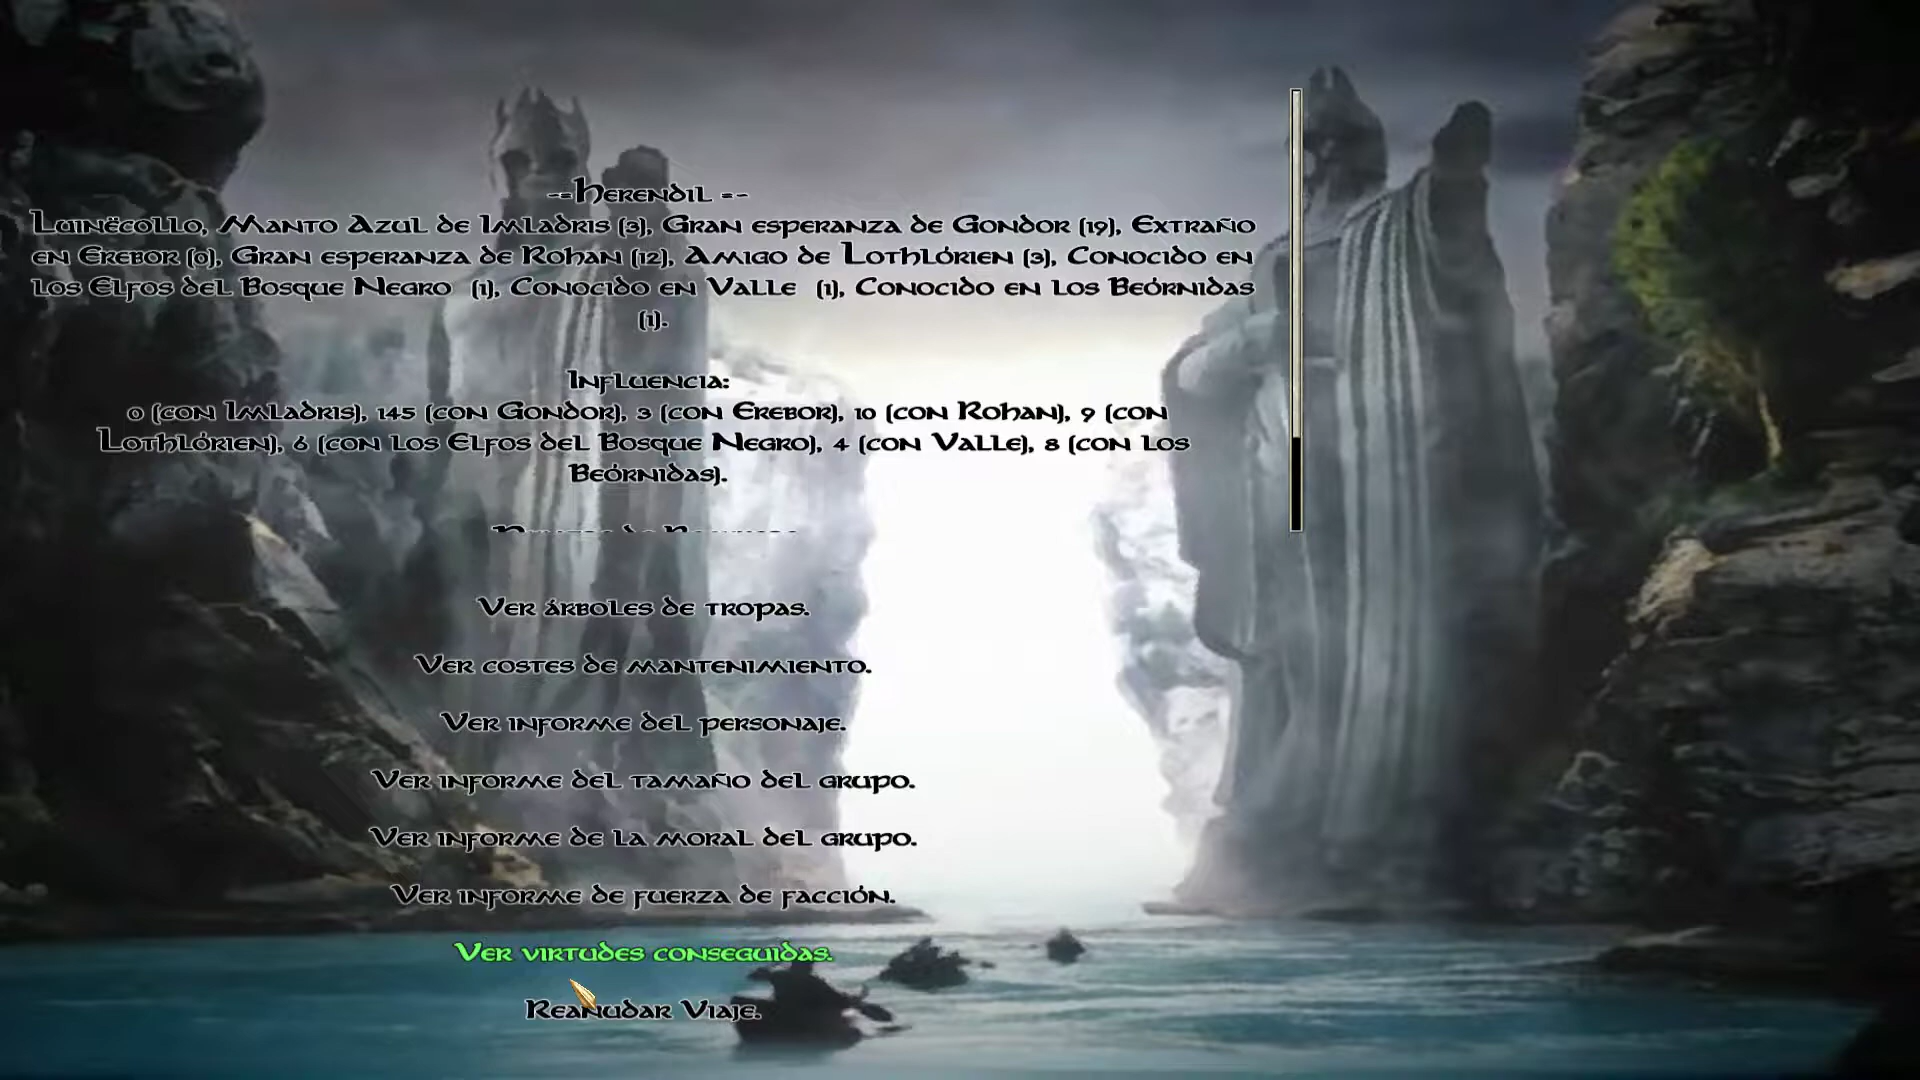 -=Herendil =-
Luinëcollo, Manto Azul de Imladris (3), Gran esperanza de Gondor (19), Extraño
en Erebor (0), Gran esperanza de Rohan (12), Amigo de Lothlórien (3), Conocido en
los Elfos del Bosque Negro (1), Conocido en Valle (1), Conocido en los Beórnidas
(1).
Influencia:
0 (con Imladris), 145 (con Gondor), 3 (con Erebor), 10 (con Rohan), 9 (con
Lothlórien), 6 (con los Elfos del Bosque Negro), 4 (con Valle), 8 (con los
Beórnidas).
Ver árboles de tropas.
Ver costes de mantenimiento.
Ver informe del personaje.
Ver informe del tamaño del grupo.
Ver informe de la moral del grupo.
Ver informe de fuerza de facción.
Ver virtudes conseguidas.
Reanudar Viaje.